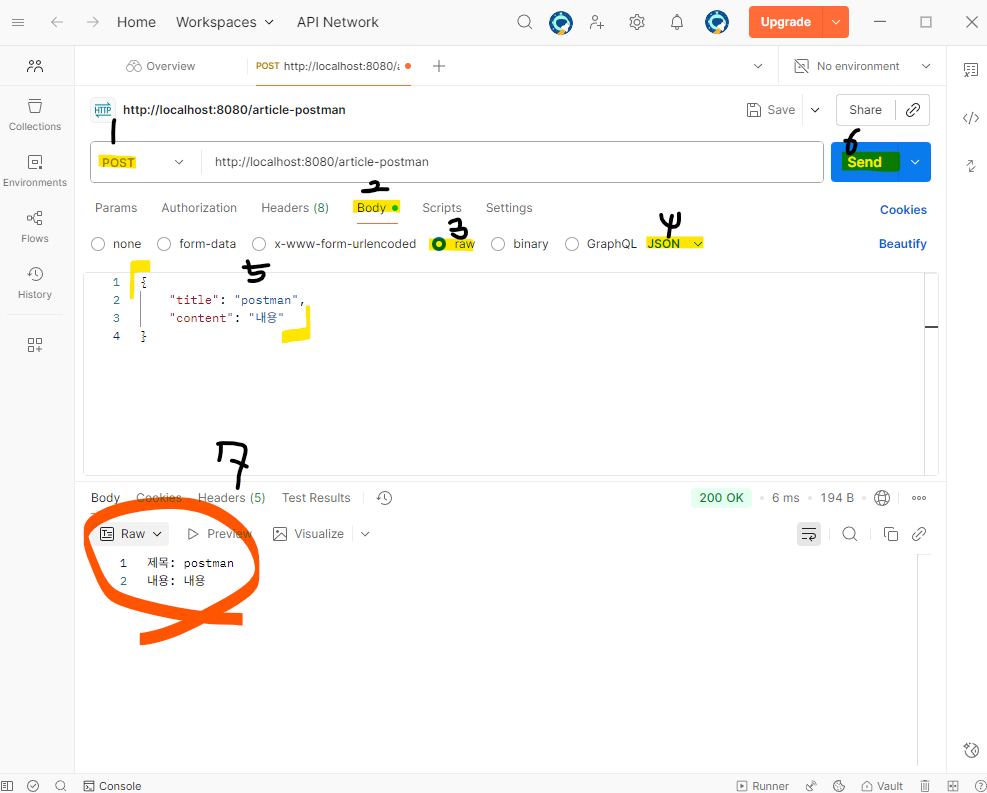 Home Workspaces API Network Upgrade
Overview POST http://localhost:8080/a No environment
HTTP http://localhost:8080/article-postman Save Share
1 6
POST http://localhost:8080/article-postman Send
2
Params Authorization Headers (8) Body Scripts Settings Cookies
3 4
none form-data x-www-form-urlencoded raw binary GraphQL JSON Beautify
5
1 {
2 "title": "postman",
3 "content": "내용"
4 }
7
Body Cookies Headers (5) Test Results 200 OK • 6 ms • 194 B •
Raw Preview Visualize
1 제목: postman
2 내용: 내용
Collections
Environments
Flows
History
Console Runner Vault